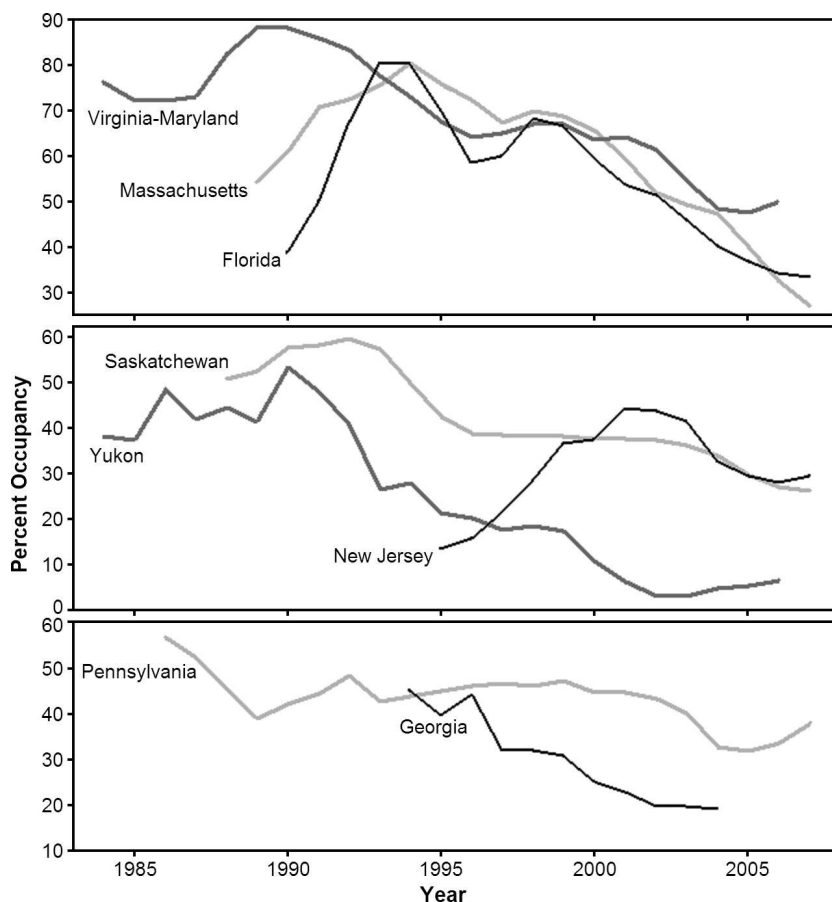 90
80
70
60
50
40
30
Virginia-Maryland
Massachusetts
Florida
60
50
40
30
20
10
0
Saskatchewan
Yukon
New Jersey
Percent Occupancy
60
50
40
30
20
10
Pennsylvania
Georgia
1985 1990 1995 2000 2005
Year